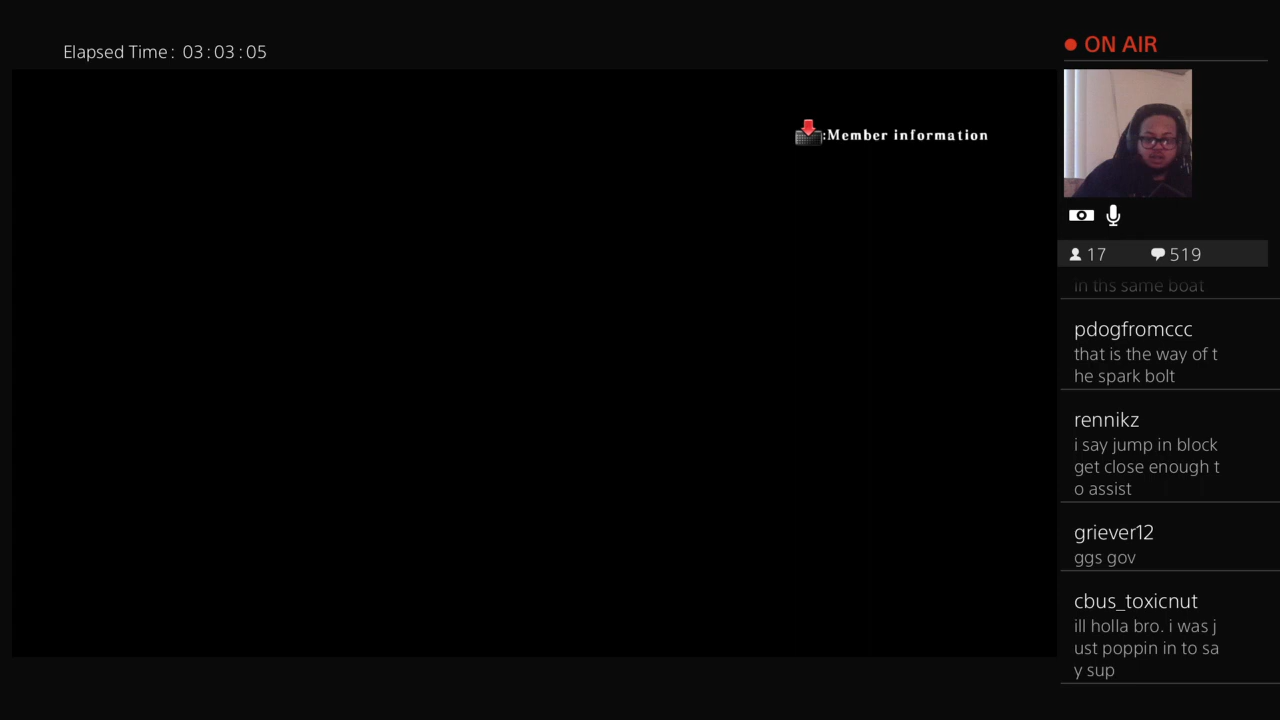 Elapsed Time: 03:03:05
ON AIR
:Member information
17 519
in ths same boat
pdogfromccc
that is the way of t
he spark bolt
rennikz
i say jump in block
get close enough t
o assist
griever12
ggs gov
cbus_toxicnut
ill holla bro. i was j
ust poppin in to sa
y sup